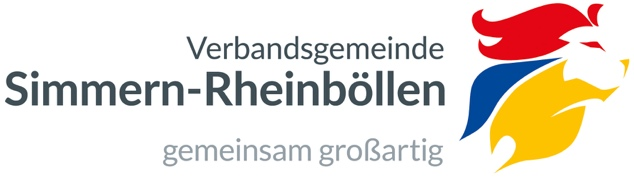 Verbandsgemeinde
Simmern-Rheinböllen
gemeinsam großartig